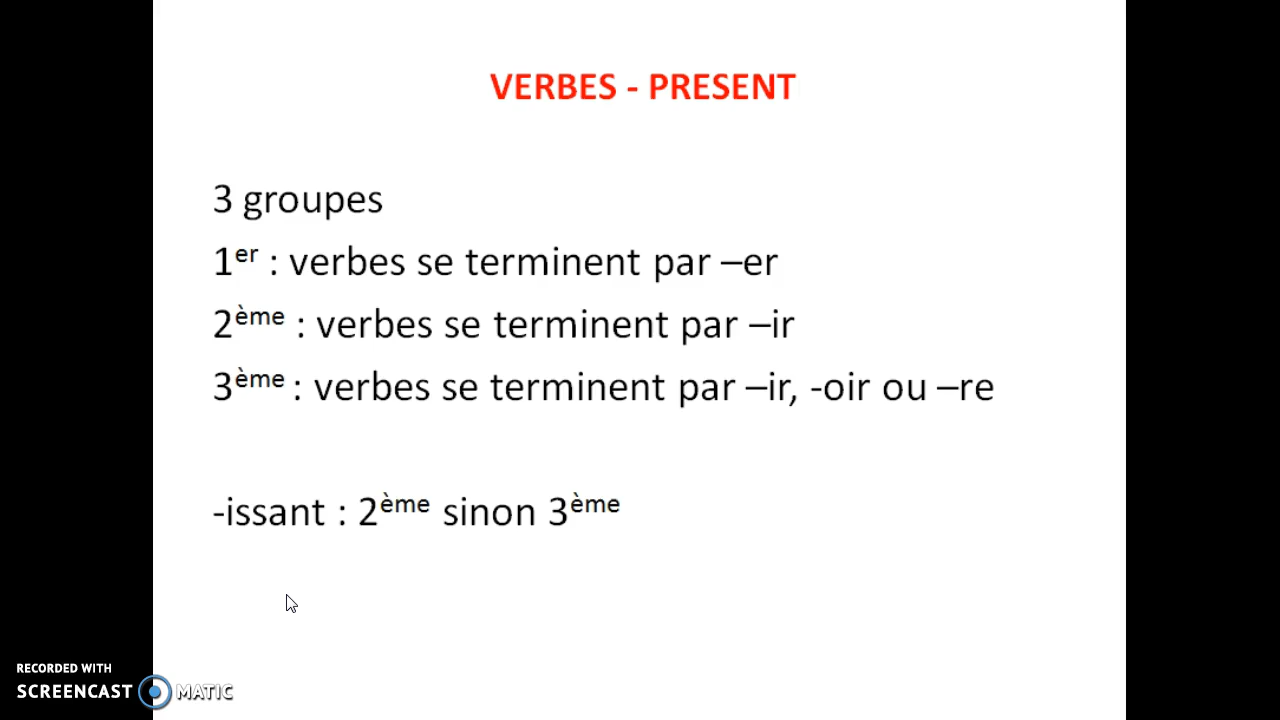 VERBES - PRESENT
3 groupes
1er : verbes se terminent par –er
2ème : verbes se terminent par –ir
3ème : verbes se terminent par –ir, -oir ou –re
-issant : 2ème sinon 3ème
RECORDED WITH
SCREENCAST MATIC